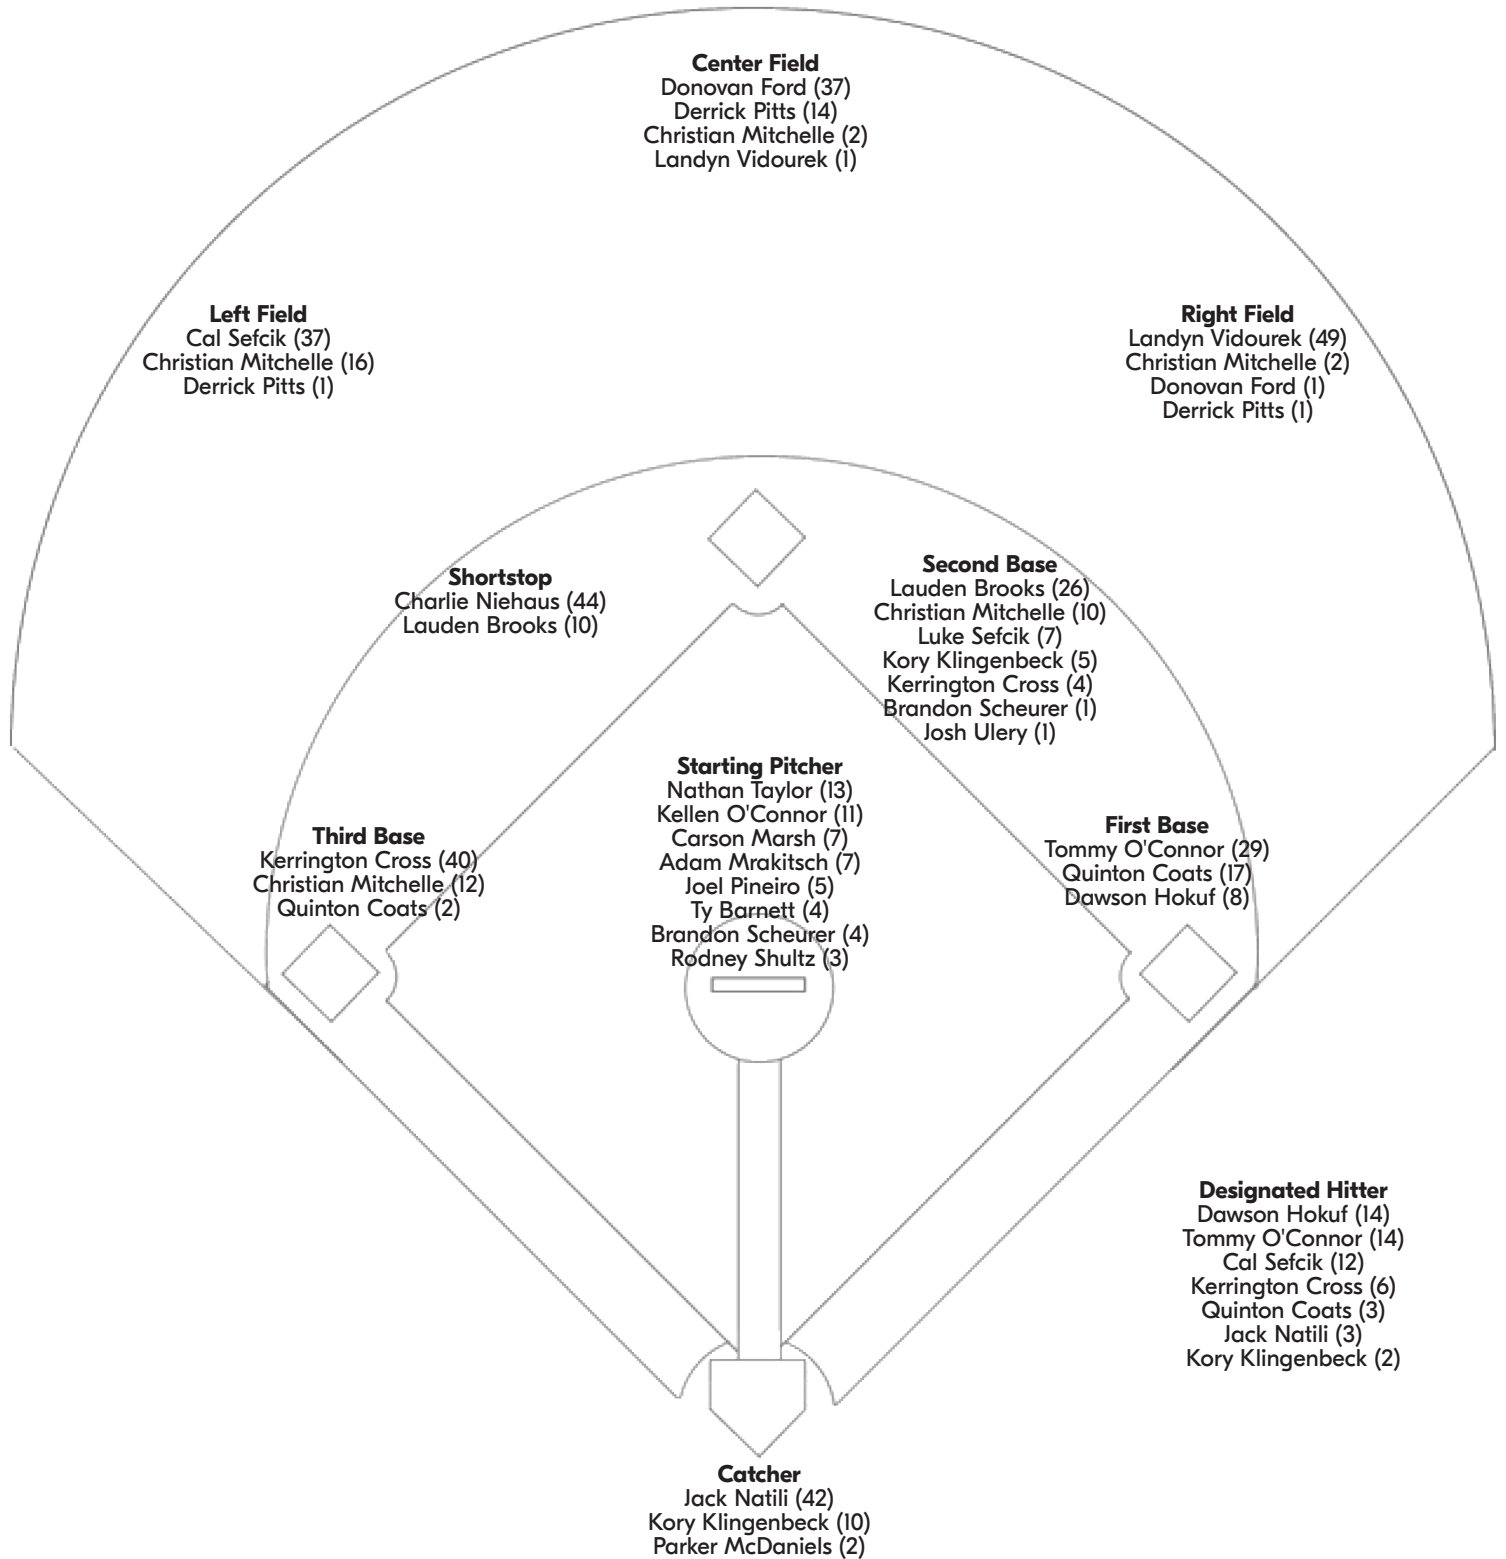 Center Field
Donovan Ford (37)
Derrick Pitts (14)
Christian Mitchelle (2)
Landyn Vidourek (1)
Left Field
Cal Sefcik (37)
Christian Mitchelle (16)
Derrick Pitts (1)
Right Field
Landyn Vidourek (49)
Christian Mitchelle (2)
Donovan Ford (1)
Derrick Pitts (1)
Shortstop
Charlie Niehaus (44)
Lauden Brooks (10)
Second Base
Lauden Brooks (26)
Christian Mitchelle (10)
Luke Sefcik (7)
Kory Klingenbeck (5)
Kerrington Cross (4)
Brandon Scheurer (1)
Josh Ulery (1)
Starting Pitcher
Nathan Taylor (13)
Kellen O'Connor (11)
Carson Marsh (7)
Adam Mrakitsch (7)
Joel Pineiro (5)
Ty Barnett (4)
Brandon Scheurer (4)
Rodney Shultz (3)
Third Base
Kerrington Cross (40)
Christian Mitchelle (12)
Quinton Coats (2)
First Base
Tommy O'Connor (29)
Quinton Coats (17)
Dawson Hokuf (8)
Designated Hitter
Dawson Hokuf (14)
Tommy O'Connor (14)
Cal Sefcik (12)
Kerrington Cross (6)
Quinton Coats (3)
Jack Natili (3)
Kory Klingenbeck (2)
Catcher
Jack Natili (42)
Kory Klingenbeck (10)
Parker McDaniels (2)